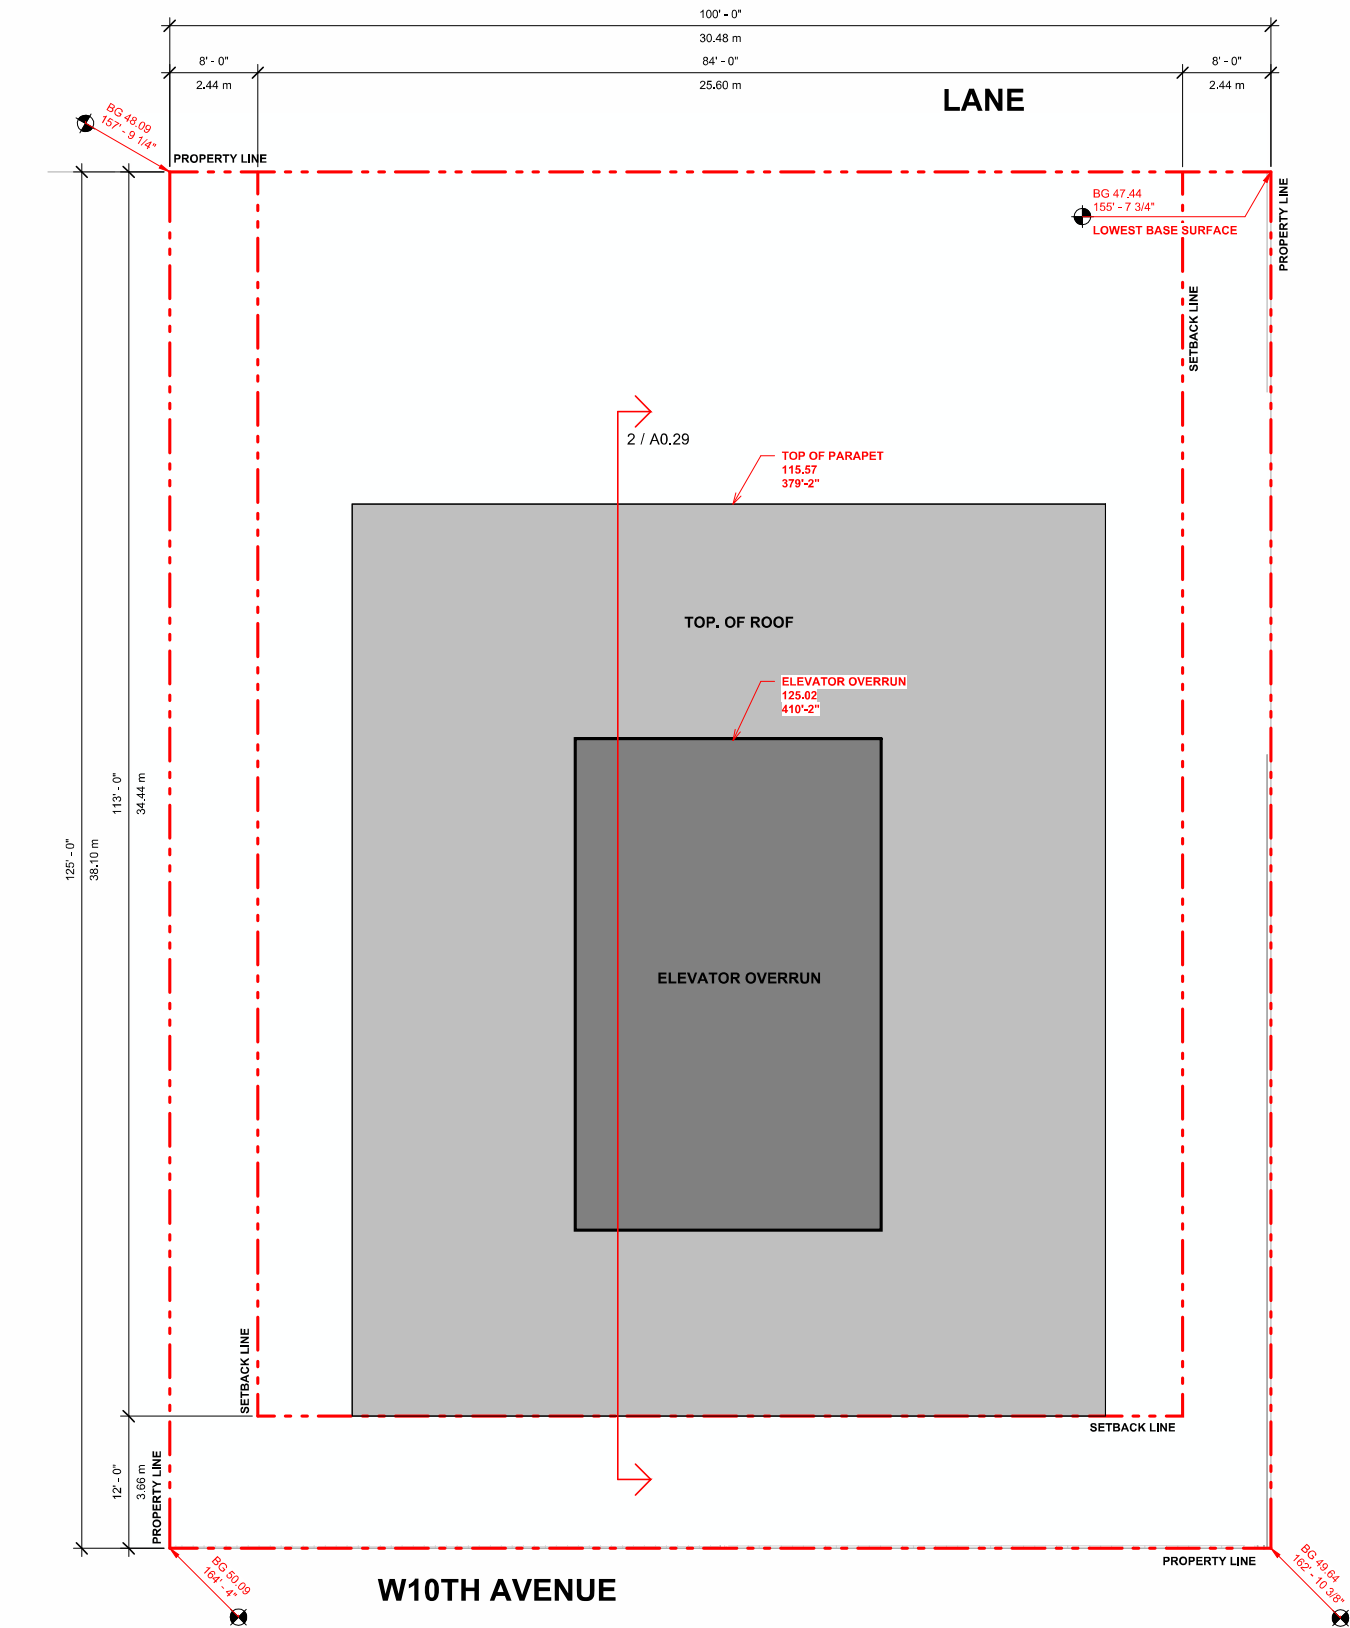 100' - 0"
30.48 m
8' - 0"
84' - 0"
8' - 0"
2.44 m
25.60 m
2.44 m
LANE
BG 48.09
157' - 9 1/4"
PROPERTY LINE
PROPERTY LINE
BG 47.44
155' - 7 3/4"
LOWEST BASE SURFACE
SETBACK LINE
2 / A0.29
TOP OF PARAPET
115.57
379'-2"
TOP. OF ROOF
ELEVATOR OVERRUN
125.02
410'-2"
113' - 0"
34.44 m
125' - 0"
38.10 m
ELEVATOR OVERRUN
SETBACK LINE
SETBACK LINE
12' - 0"
3.66 m
PROPERTY LINE
BG 50.09
164' - 4"
W10TH AVENUE
PROPERTY LINE
BG 49.64
162' - 10 3/8"